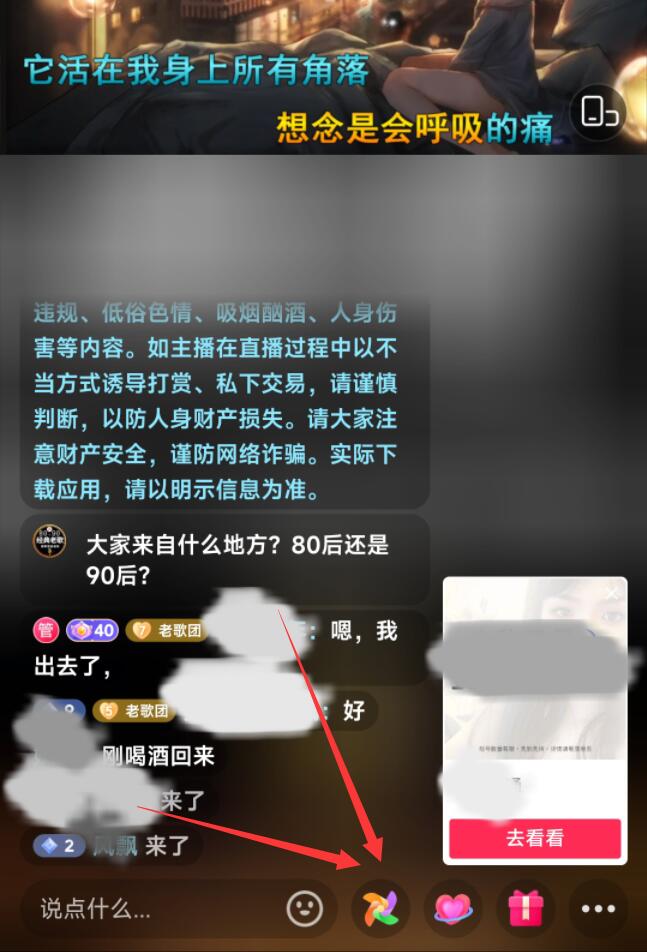 它活在我身上所有角落
想念是会呼吸的痛
违规、低俗色情、吸烟酗酒、人身伤
害等内容。如主播在直播过程中以不
当方式诱导打赏、私下交易，请谨慎
判断，以防人身财产损失。请大家注
意财产安全，谨防网络诈骗。实际下
载应用，请以明示信息为准。
经典老歌
大家来自什么地方？80后还是
90后？
管 40 7 老歌团 ：嗯，我
出去了，
9 5 老歌团 ：好
刚喝酒回来
来了
2 风飘 来了
去看看
说点什么...